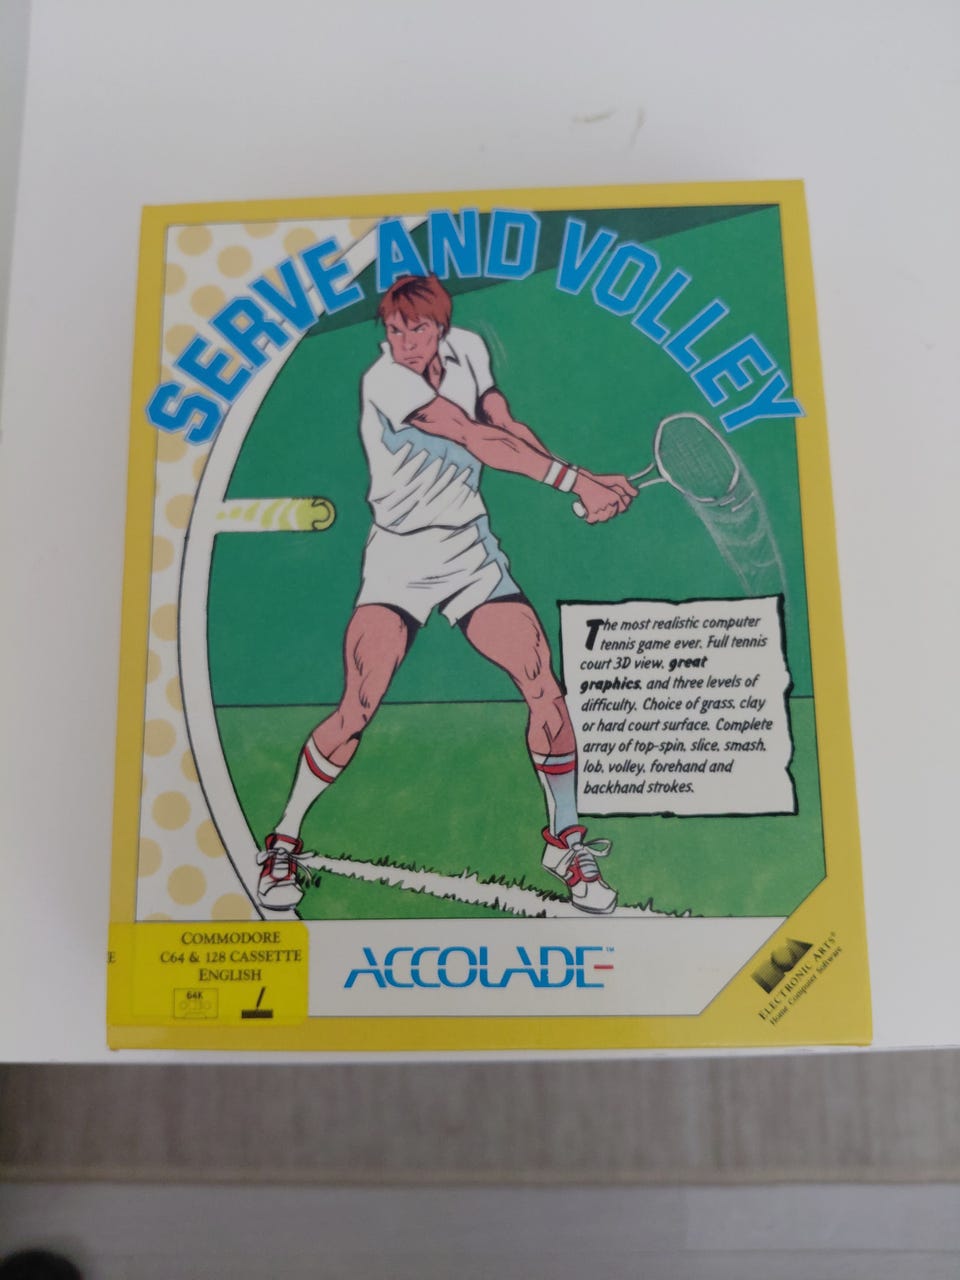 SERVE AND VOLLEY
The most realistic computer
tennis game ever. Full tennis
court 3D view, great
graphics, and three levels of
difficulty. Choice of grass, clay
or hard court surface. Complete
array of top-spin, slice, smash,
lob, volley, forehand and
backhand strokes.
E
COMMODORE
C64 & 128 CASSETTE
ENGLISH
64K
ACCOLADE™
ELECTRONIC ARTS®
Home Computer Software